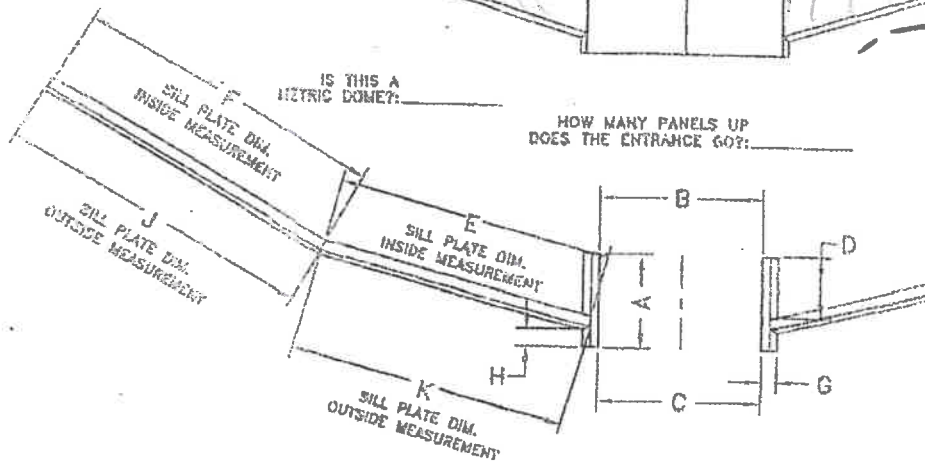 IS THIS A
METRIC DOME?:
HOW MANY PANELS UP
DOES THE ENTRANCE GO?:
F
SILL PLATE DIM.
INSIDE MEASUREMENT
J
SILL PLATE DIM.
OUTSIDE MEASUREMENT
E
SILL PLATE DIM.
INSIDE MEASUREMENT
B
D
A
H
K
SILL PLATE DIM.
OUTSIDE MEASUREMENT
C
G